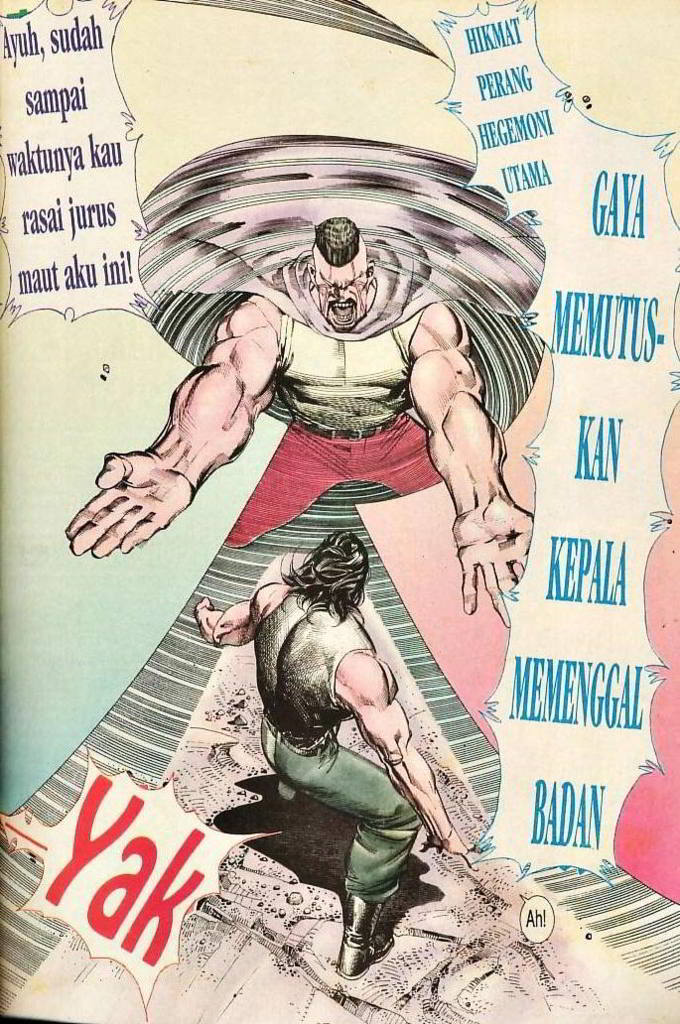 Ayuh, sudah
sampai
waktunya kau
rasai jurus
maut aku ini!
HIKMAT
PERANG
HEGEMONI
UTAMA
GAYA
MEMUTUS-
KAN
KEPALA
MEMENGGAL
BADAN
Yak
Ah!